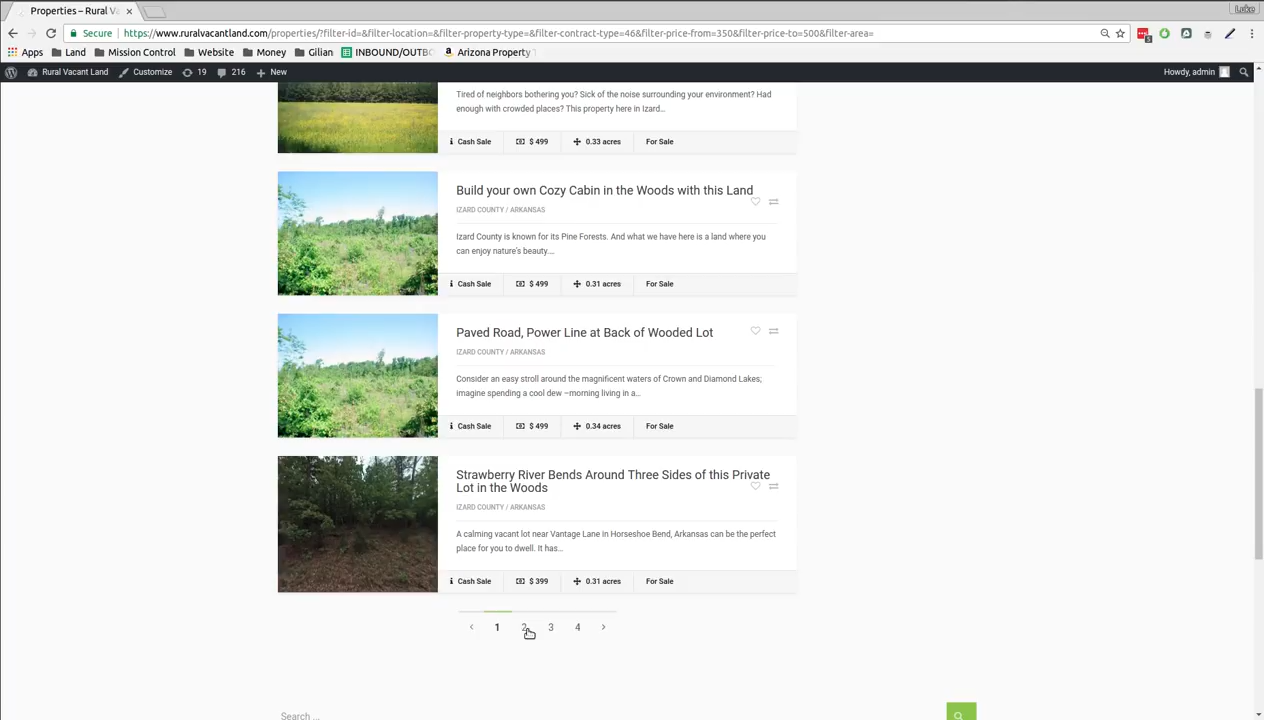 Properties – Rural V
Secure https://www.ruralvacantland.com/properties/?filter-id=&filter-location=&filter-property-type=&filter-contract-type=46&filter-price-from=350&filter-price-to=500&filter-area=
Apps Land Mission Control Website Money Gilian INBOUND/OUTBO Arizona Property
Rural Vacant Land Customize 19 216 + New Howdy, admin
Tired of neighbors bothering you? Sick of the noise surrounding your environment? Had
enough with crowded places? This property here in Izard…
Cash Sale $ 499 0.33 acres For Sale
Build your own Cozy Cabin in the Woods with this Land
IZARD COUNTY / ARKANSAS
Izard County is known for its Pine Forests. And what we have here is a land where you
can enjoy nature's beauty.…
Cash Sale $ 499 0.31 acres For Sale
Paved Road, Power Line at Back of Wooded Lot
IZARD COUNTY / ARKANSAS
Consider an easy stroll around the magnificent waters of Crown and Diamond Lakes;
imagine spending a cool dew –morning living in a…
Cash Sale $ 499 0.34 acres For Sale
Strawberry River Bends Around Three Sides of this Private
Lot in the Woods
IZARD COUNTY / ARKANSAS
A calming vacant lot near Vantage Lane in Horseshoe Bend, Arkansas can be the perfect
place for you to dwell. It has…
Cash Sale $ 399 0.31 acres For Sale
‹ 1 2 3 4 ›
Search ...